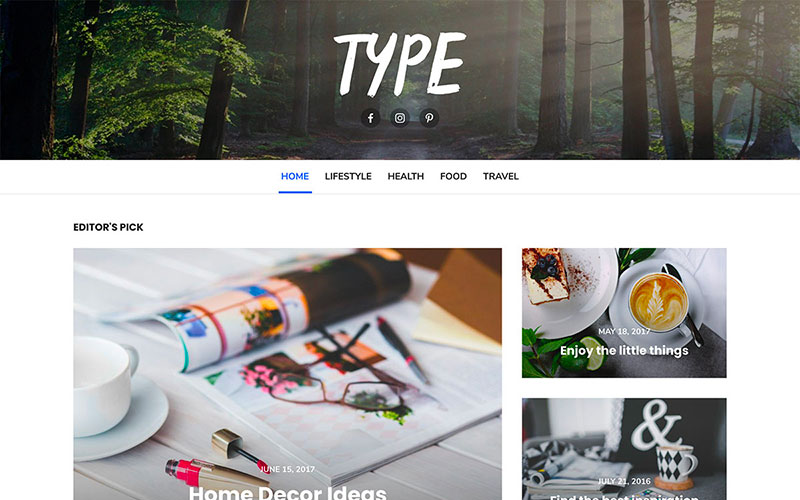 TYPE
HOME LIFESTYLE HEALTH FOOD TRAVEL
EDITOR'S PICK
JUNE 15, 2017
Home Decor Ideas
MAY 18, 2017
Enjoy the little things
&
JULY 21, 2016
Find the best inspiration